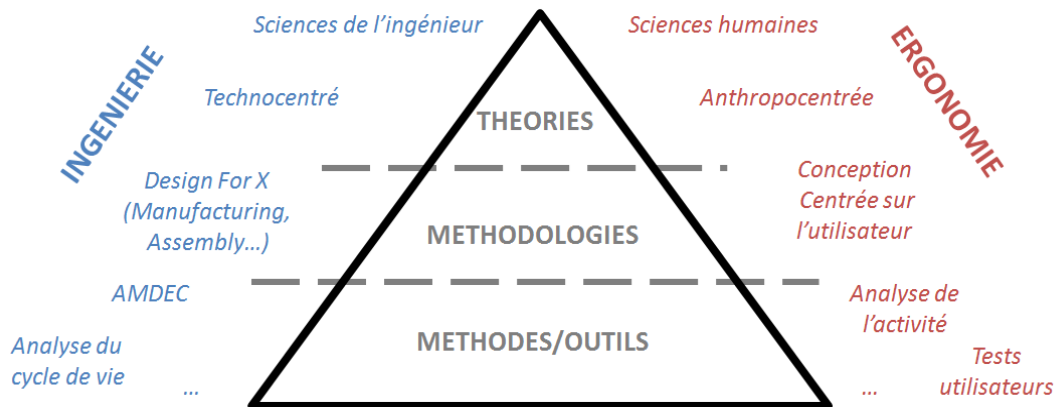 Sciences de l'ingénieur
Sciences humaines
INGENIERIE
ERGONOMIE
Technocentré
Anthropocentrée
THEORIES
Design For X
(Manufacturing,
Assembly…)
Conception
Centrée sur
l'utilisateur
METHODOLOGIES
AMDEC
Analyse de
l'activité
METHODES/OUTILS
Analyse du
cycle de vie
…
…
Tests
utilisateurs